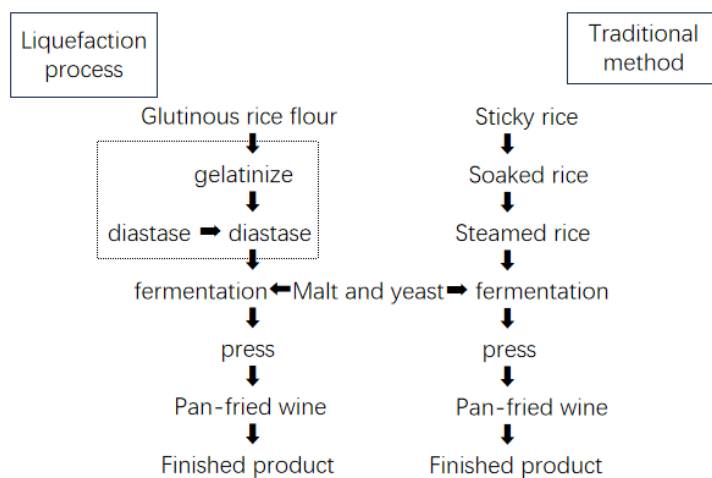 Liquefaction
process
Traditional
method
Glutinous rice flour
Sticky rice
gelatinize
Soaked rice
diastase ➡ diastase
Steamed rice
fermentation⬅Malt and yeast➡ fermentation
press
press
Pan-fried wine
Pan-fried wine
Finished product
Finished product